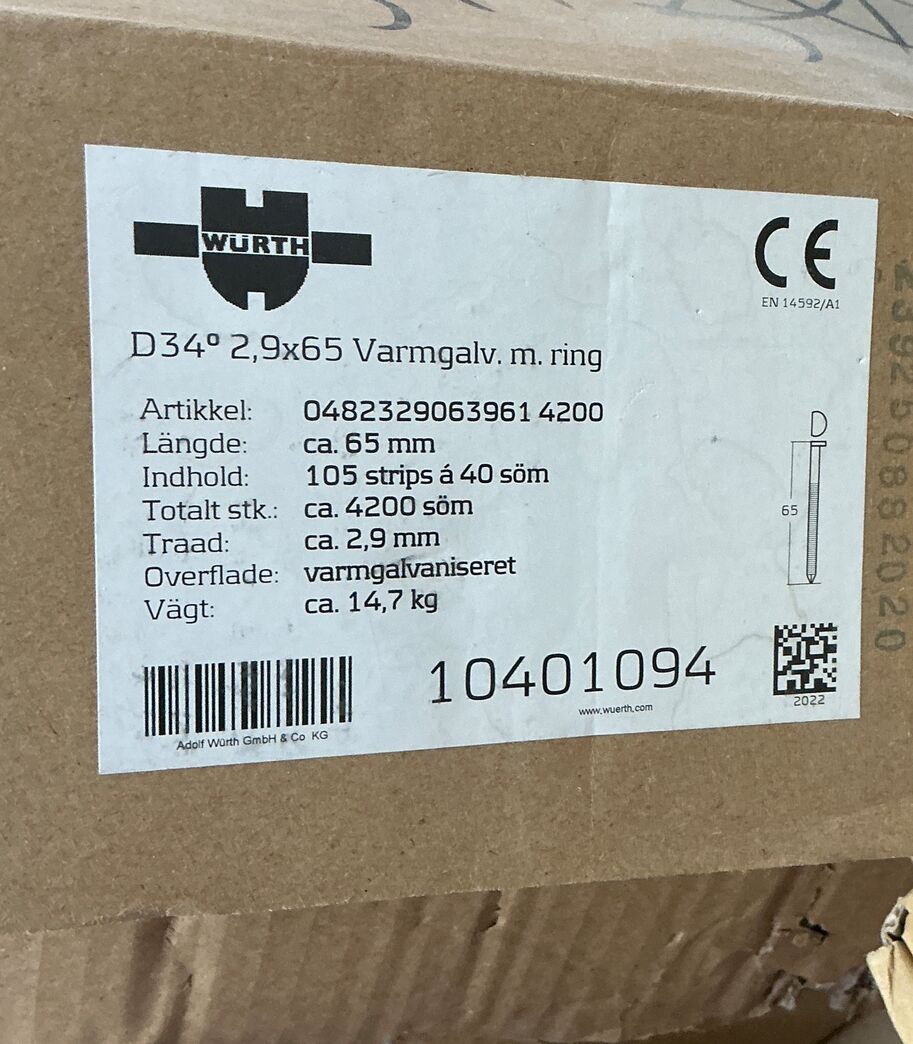 WÜRTH
CE
EN 14592/A1
D34º 2,9x65 Varmgalv. m. ring
Artikkel: 0482329063961 4200
Längde: ca. 65 mm
Indhold: 105 strips á 40 söm
Totalt stk.: ca. 4200 söm
Traad: ca. 2,9 mm
Overflade: varmgalvaniseret
Vägt: ca. 14,7 kg
65
10401094
www.wuerth.com
2022
Adolf Würth GmbH & Co KG